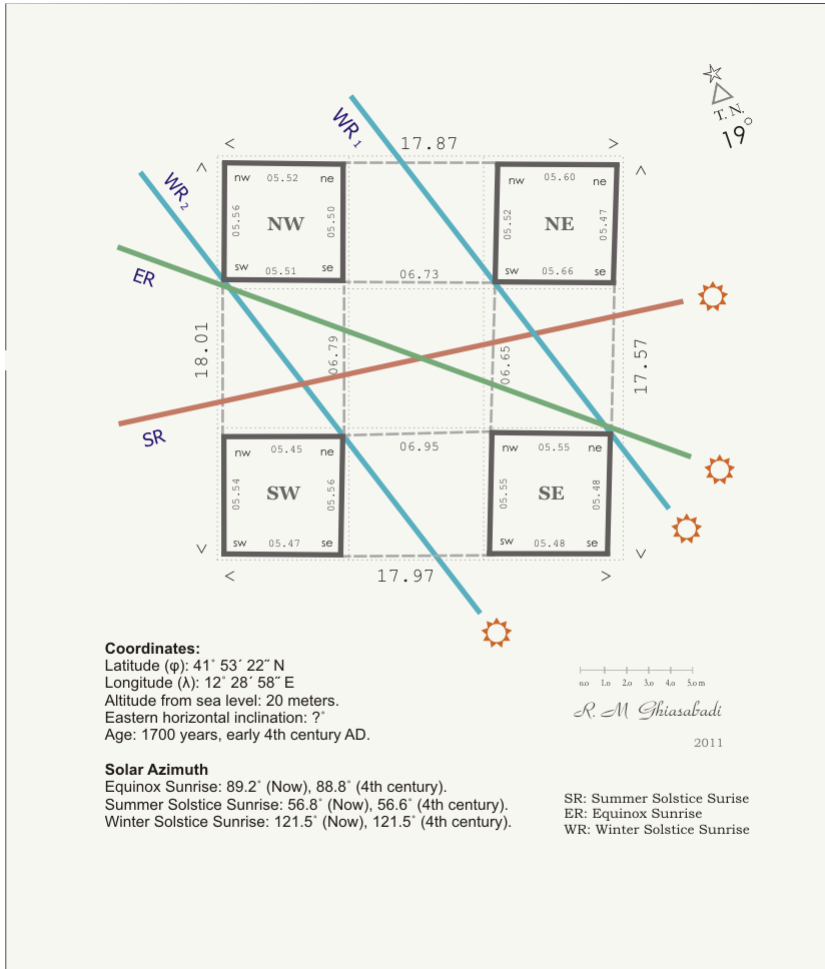 T. N.
19°
WR1
< 17.87 >
WR2
nw 05.52 ne
05.56
NW
05.50
sw 05.51 se
nw 05.60 ne
05.52
NE
05.47
sw 05.66 se
ER
06.73
18.01
06.79
06.65
17.57
SR
06.95
nw 05.45 ne
05.54
SW
05.56
sw 05.47 se
nw 05.55 ne
05.55
SE
05.48
sw 05.48 se
< 17.97 >
Coordinates:
Latitude (φ): 41° 53´ 22˝ N
Longitude (λ): 12° 28´ 58˝ E
Altitude from sea level: 20 meters.
Eastern horizontal inclination: ?°
Age: 1700 years, early 4th century AD.
Solar Azimuth
Equinox Sunrise: 89.2° (Now), 88.8° (4th century).
Summer Solstice Sunrise: 56.8° (Now), 56.6° (4th century).
Winter Solstice Sunrise: 121.5° (Now), 121.5° (4th century).
0.0 1.0 2.0 3.0 4.0 5.0 m
R. M Ghiasabadi
2011
SR: Summer Solstice Surise
ER: Equinox Sunrise
WR: Winter Solstice Sunrise